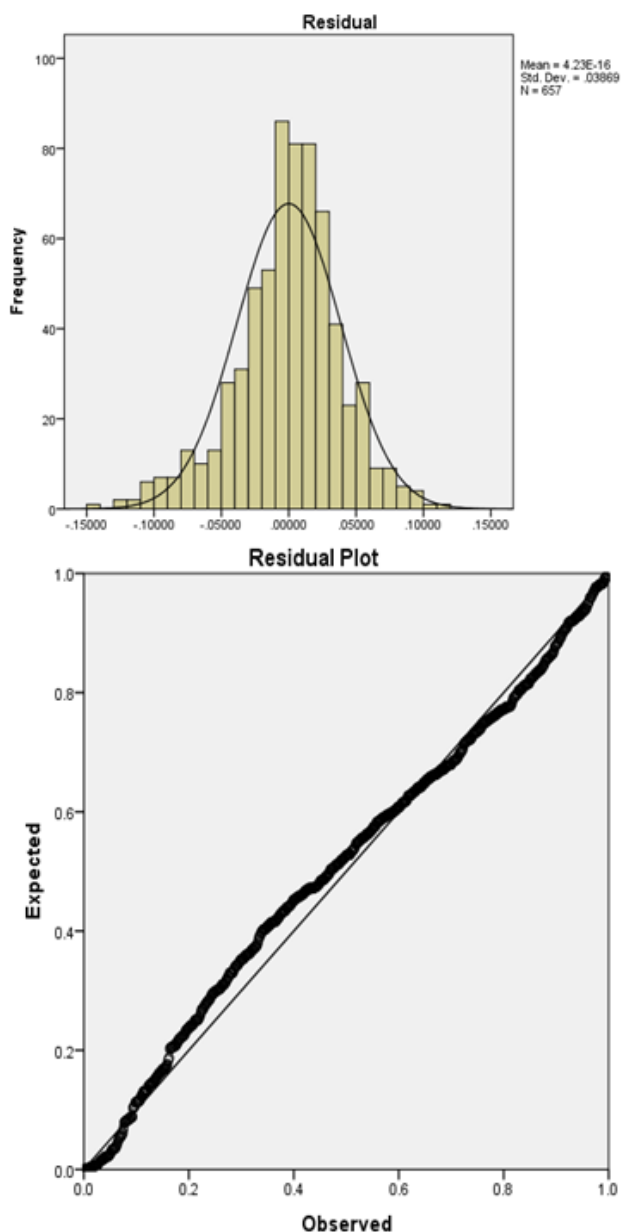 Residual
Mean = 4.23E-16
Std. Dev. = .03869
N = 657
100
80
60
40
20
0
Frequency
-.15000 -.10000 -.05000 .00000 .05000 .10000 .15000
Residual Plot
1.0
0.8
0.6
0.4
0.2
0.0
Expected
0.0 0.2 0.4 0.6 0.8 1.0
Observed